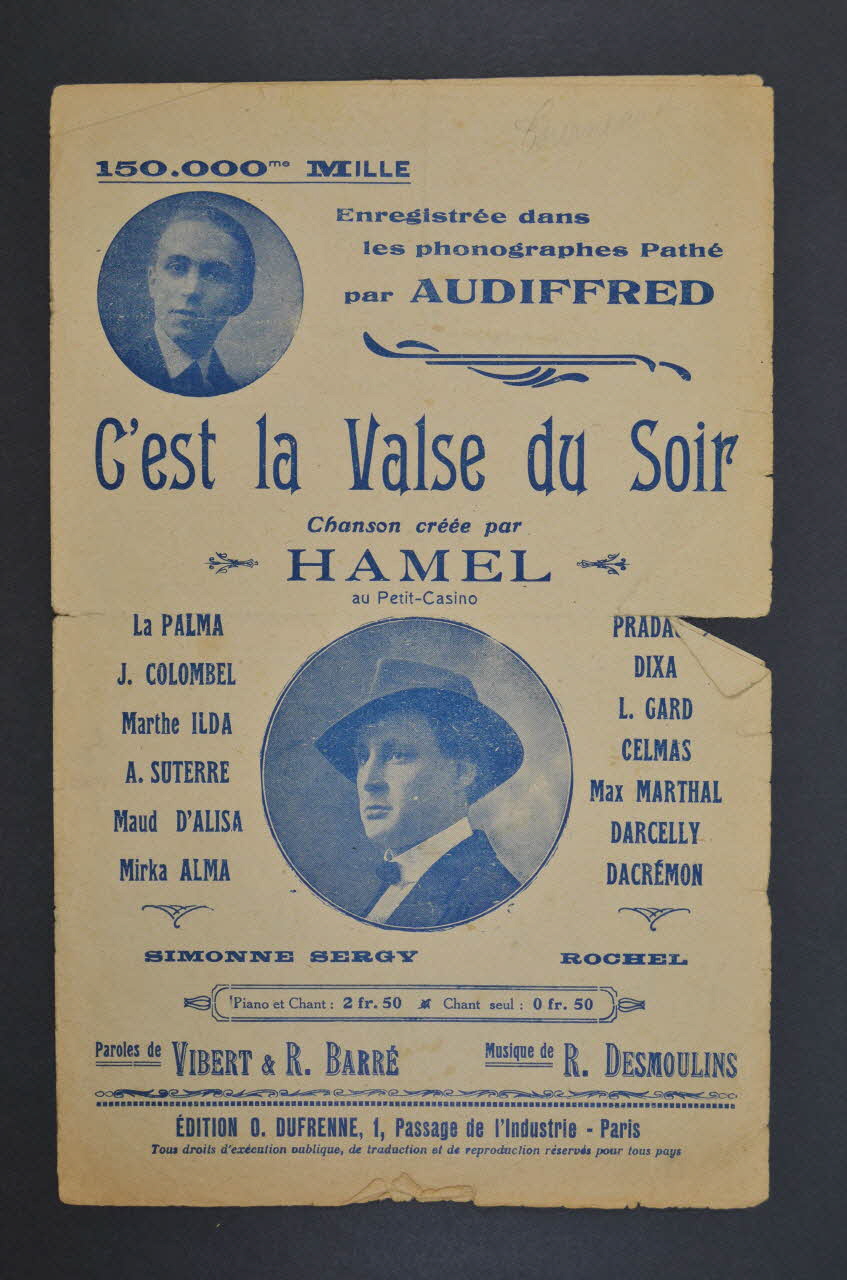 150.000me MILLE
Enregistrée dans
les phonographes Pathé
par AUDIFFRED
C'est la Valse du Soir
Chanson créée par
HAMEL
au Petit-Casino
La PALMA
J. COLOMBEL
Marthe ILDA
A. SUTERRE
Maud D'ALISA
Mirka ALMA
DIXA
L. GARD
CELMAS
Max MARTHAL
DARCELLY
DACRÉMON
SIMONNE SERGY
ROCHEL
Piano et Chant : 2 fr. 50 Chant seul : 0 fr. 50
Paroles de VIBERT & R. BARRÉ
Musique de R. DESMOULINS
ÉDITION O. DUFRENNE, 1, Passage de l'Industrie - Paris
Tous droits d'exécution publique, de traduction et de reproduction réservés pour tous pays